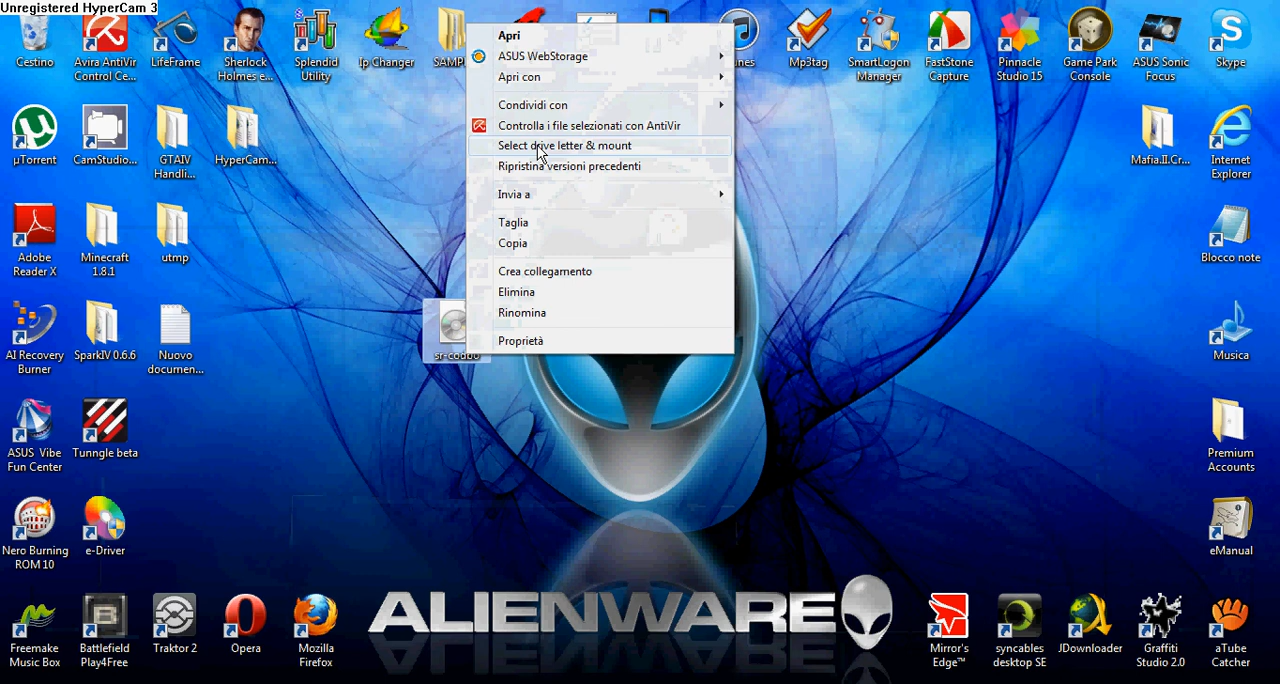 Unregistered HyperCam 3
Cestino
Avira AntiVir
Control Ce...
LifeFrame
Sherlock
Holmes e...
Splendid
Utility
Ip Changer
Mp3tag
SmartLogon
Manager
FastStone
Capture
Pinnacle
Studio 15
Game Park
Console
ASUS Sonic
Focus
Skype
Apri
ASUS WebStorage
Apri con
Condividi con
Controlla i file selezionati con AntiVir
Select drive letter & mount
Ripristina versioni precedenti
Invia a
Taglia
Copia
Crea collegamento
Elimina
Rinomina
Proprietà
µTorrent
CamStudio...
GTAIV
Handli...
HyperCam...
Mafia.II.Cr...
Internet
Explorer
Adobe
Reader X
Minecraft
1.8.1
utmp
Blocco note
AI Recovery
Burner
SparkIV 0.6.6
Nuovo
documen...
Musica
ASUS Vibe
Fun Center
Tunngle beta
Premium
Accounts
Nero Burning
ROM 10
e-Driver
eManual
ALIENWARE
Freemake
Music Box
Battlefield
Play4Free
Traktor 2
Opera
Mozilla
Firefox
Mirror's
Edge™
syncables
desktop SE
JDownloader
Graffiti
Studio 2.0
aTube
Catcher